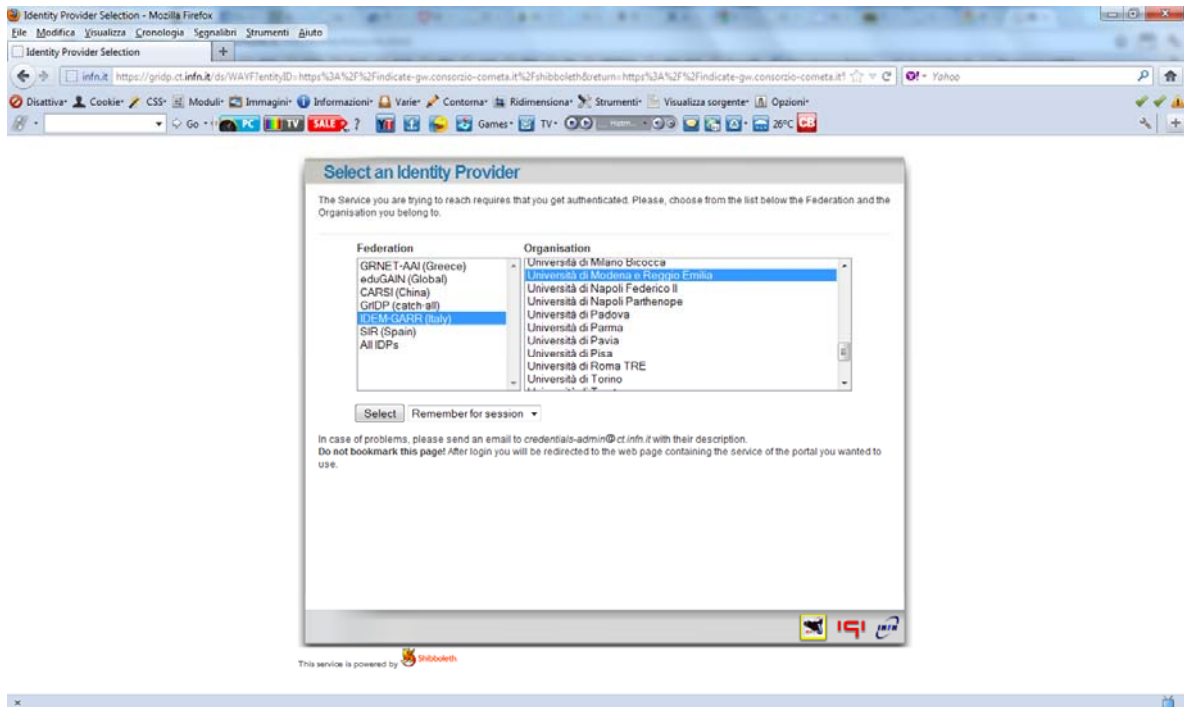 Identity Provider Selection - Mozilla Firefox
File Modifica Visualizza Cronologia Segnalibri Strumenti Aiuto
Identity Provider Selection +
infn.it https://gridp.ct.infn.it/ds/WAYF?entityID=https%3A%2F%2Findicate-gw.consorzio-cometa.it%2Fshibboleth&return=https%3A%2F%2Findicate-gw.consorzio-cometa.it Yahoo
Disattiva Cookie CSS Moduli Immagini Informazioni Varie Contorna Ridimensiona Strumenti Visualizza sorgente Opzioni
Go PC TV SALE ? Games TV 26°C CB
Select an Identity Provider
The Service you are trying to reach requires that you get authenticated. Please, choose from the list below the Federation and the
Organisation you belong to.
Federation Organisation
Università di Milano Bicocca
GRNET-AAI (Greece) Università di Modena e Reggio Emilia
eduGAIN (Global) Università di Napoli Federico II
CARSI (China) Università di Napoli Parthenope
GrIDP (catch-all) Università di Padova
IDEM-GARR (Italy) Università di Parma
SIR (Spain) Università di Pavia
All IDPs Università di Pisa
Università di Roma TRE
Università di Torino
Select Remember for session
In case of problems, please send an email to credentials-admin@ct.infn.it with their description.
Do not bookmark this page! After login you will be redirected to the web page containing the service of the portal you wanted to
use.
IGI INFN
This service is powered by Shibboleth.